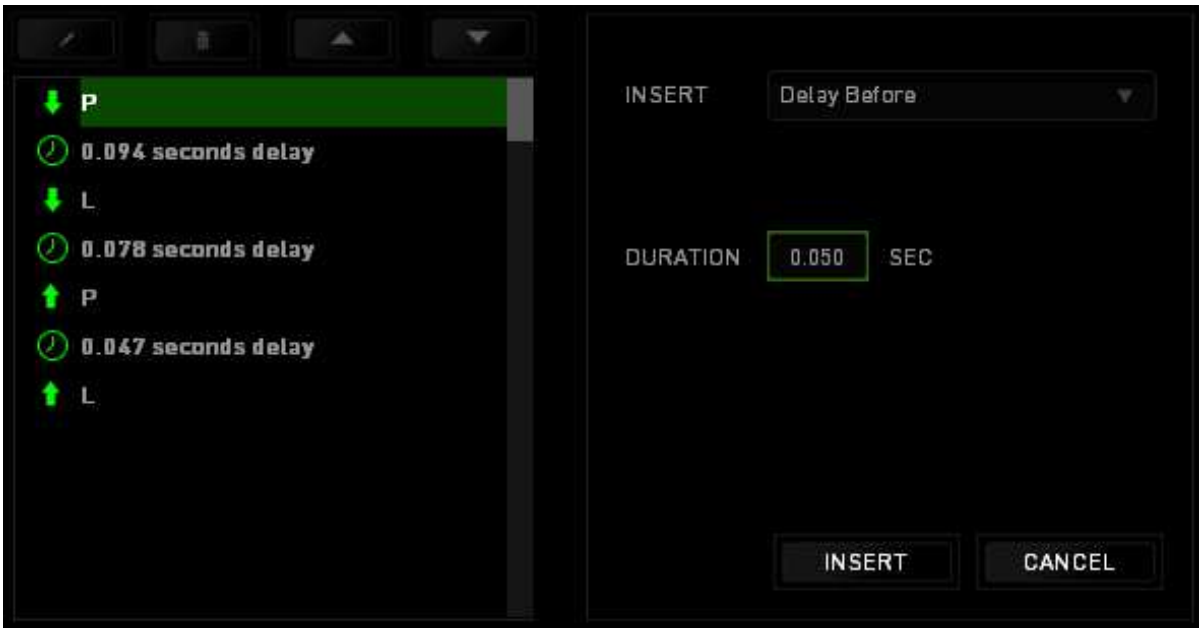 P
0.094 seconds delay
L
0.078 seconds delay
P
0.047 seconds delay
L
INSERT Delay Before
DURATION 0.050 SEC
INSERT CANCEL